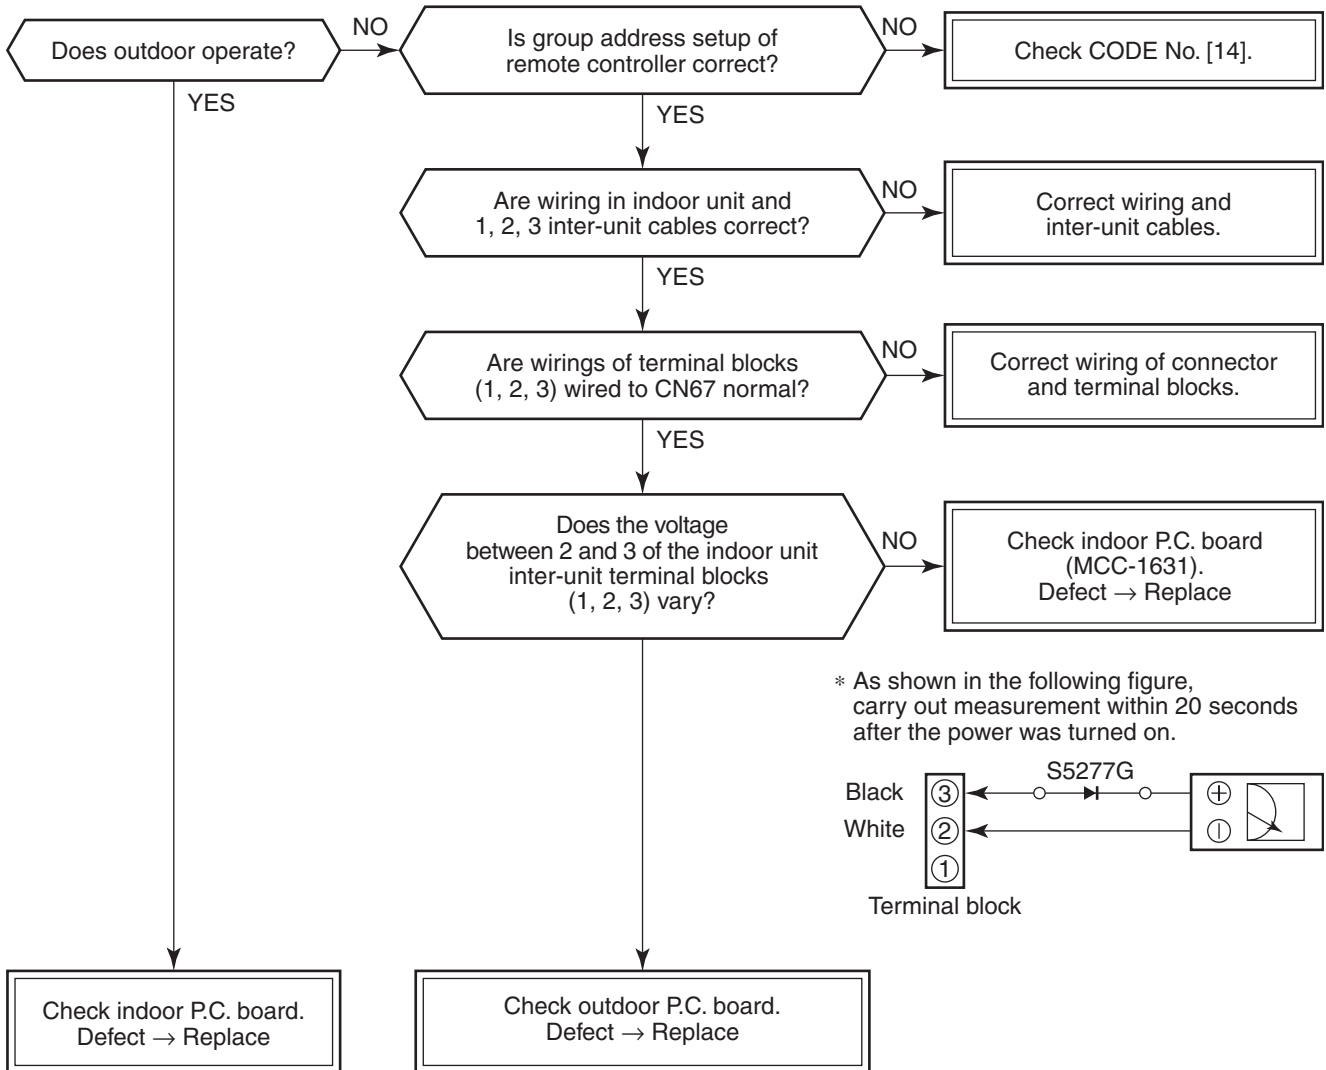 Does outdoor operate?
NO
Is group address setup of
remote controller correct?
NO
Check CODE No. [14].
YES
YES
Are wiring in indoor unit and
1, 2, 3 inter-unit cables correct?
NO
Correct wiring and
inter-unit cables.
YES
Are wirings of terminal blocks
(1, 2, 3) wired to CN67 normal?
NO
Correct wiring of connector
and terminal blocks.
YES
Does the voltage
between 2 and 3 of the indoor unit
inter-unit terminal blocks
(1, 2, 3) vary?
NO
Check indoor P.C. board
(MCC-1631).
Defect → Replace
* As shown in the following figure,
carry out measurement within 20 seconds
after the power was turned on.
S5277G
Black ③ +
White ② −
①
Terminal block
Check indoor P.C. board.
Defect → Replace
Check outdoor P.C. board.
Defect → Replace